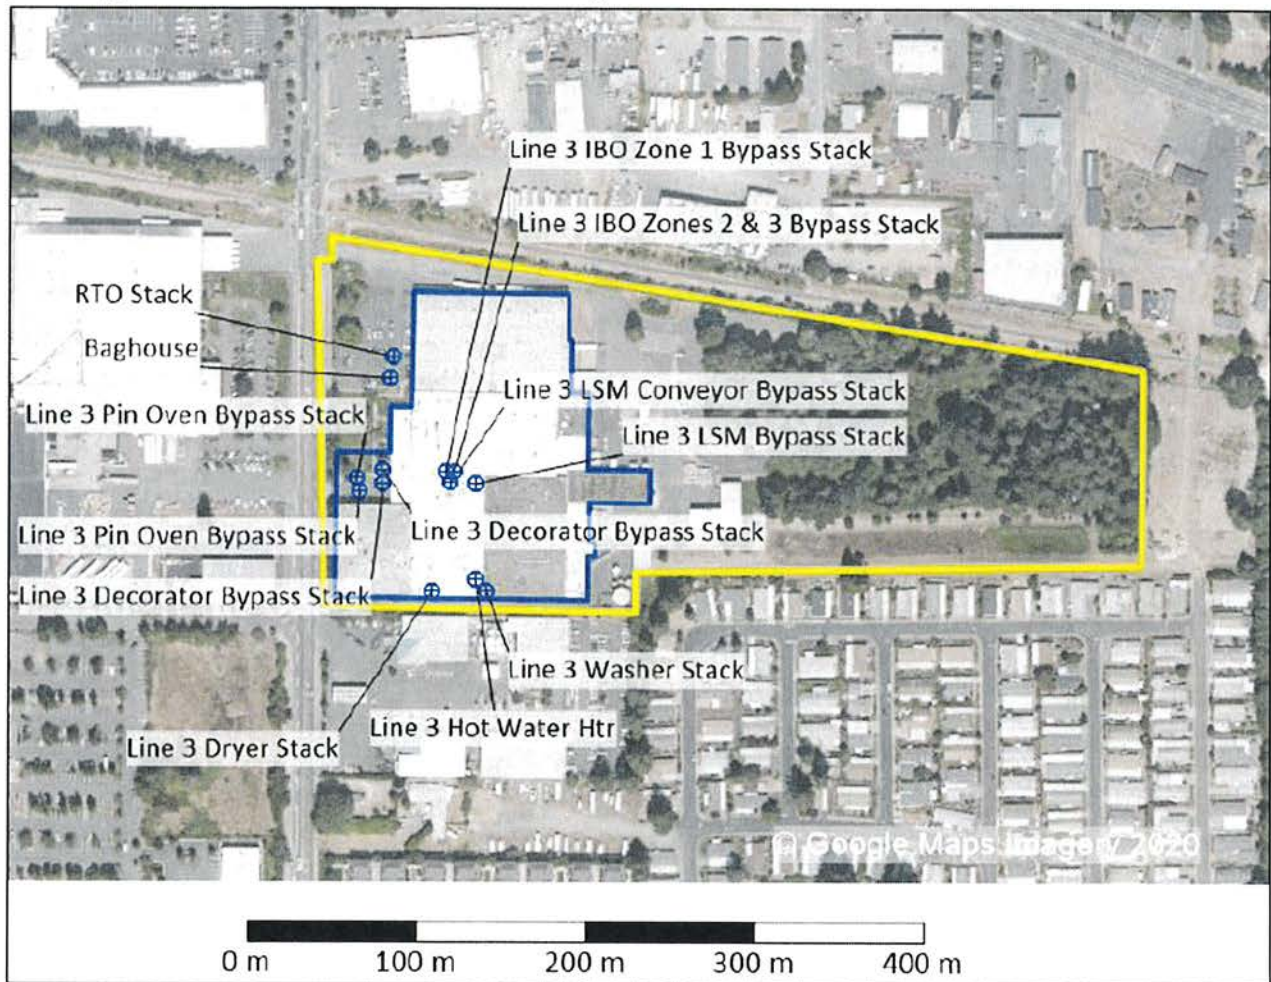 Line 3 IBO Zone 1 Bypass Stack
Line 3 IBO Zones 2 & 3 Bypass Stack
RTO Stack
Baghouse
Line 3 LSM Conveyor Bypass Stack
Line 3 Pin Oven Bypass Stack
Line 3 LSM Bypass Stack
Line 3 Pin Oven Bypass Stack
Line 3 Decorator Bypass Stack
Line 3 Decorator Bypass Stack
Line 3 Washer Stack
Line 3 Hot Water Htr
Line 3 Dryer Stack
© Google Maps Imagery 2020
0 m 100 m 200 m 300 m 400 m